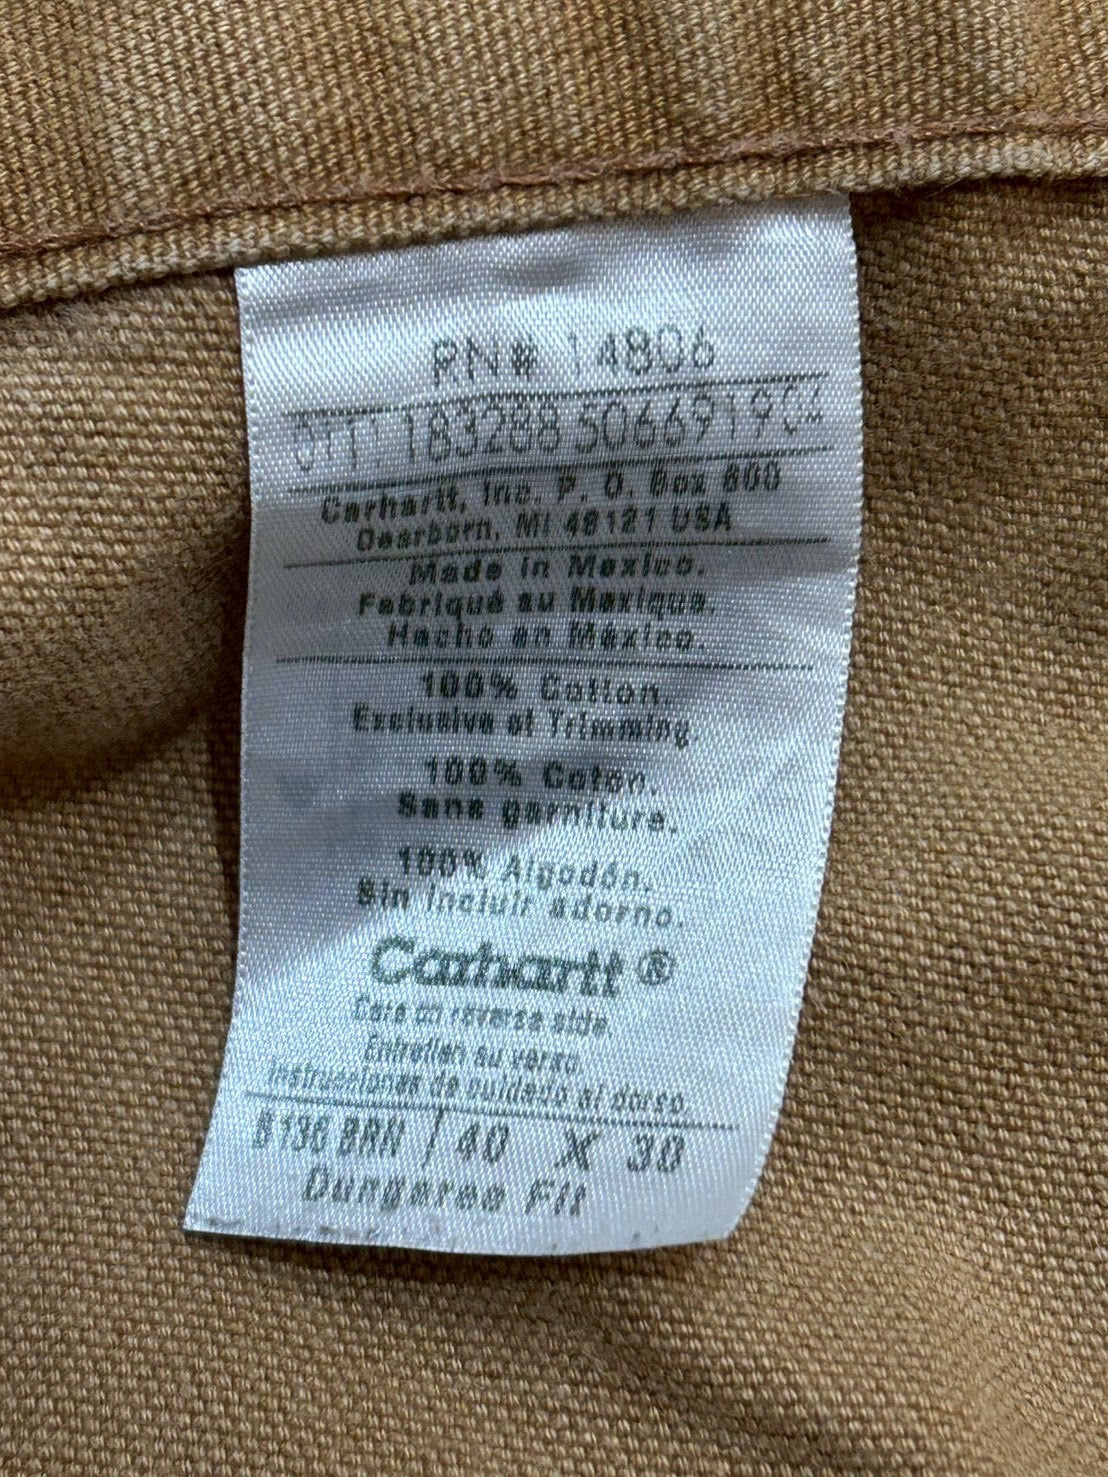 RN# 14806
183288 5066919
Carhartt, Inc. P. O. Box 600
Dearborn, MI 48121 USA
Made in Mexico.
Fabriqué au Mexique.
Hecho en México.
100% Cotton.
Exclusive of Trimming
100% Coton.
Sans garniture.
100% Algodón.
Sin incluir adorno.
Carhartt ®
Care on reverse side.
Entretien au verso.
Instrucciones de cuidado al dorso.
B136 BRN / 40 X 30
Dungaree Fit